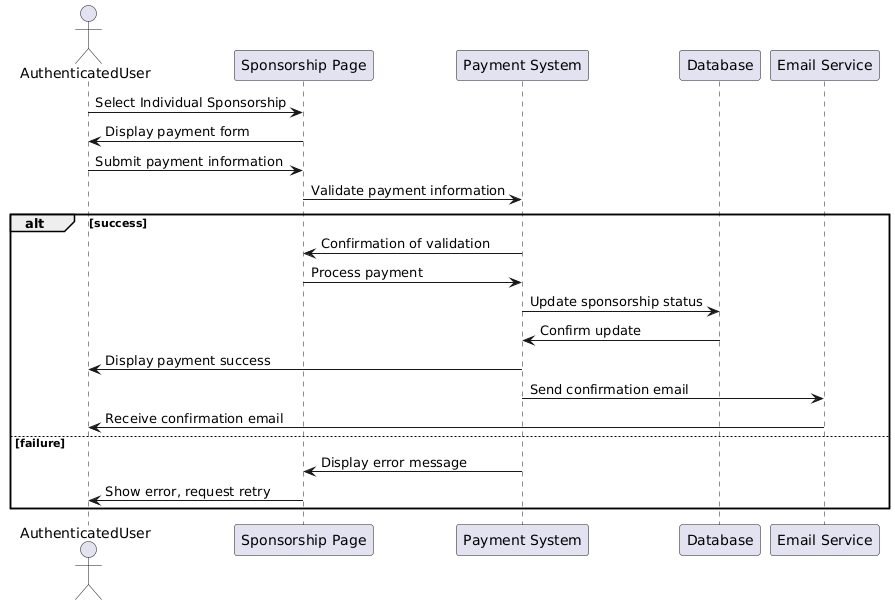 AuthenticatedUser
Sponsorship Page
Payment System
Database
Email Service
Select Individual Sponsorship
Display payment form
Submit payment information
Validate payment information
alt
[success]
Confirmation of validation
Process payment
Update sponsorship status
Confirm update
Display payment success
Send confirmation email
Receive confirmation email
[failure]
Display error message
Show error, request retry
AuthenticatedUser
Sponsorship Page
Payment System
Database
Email Service